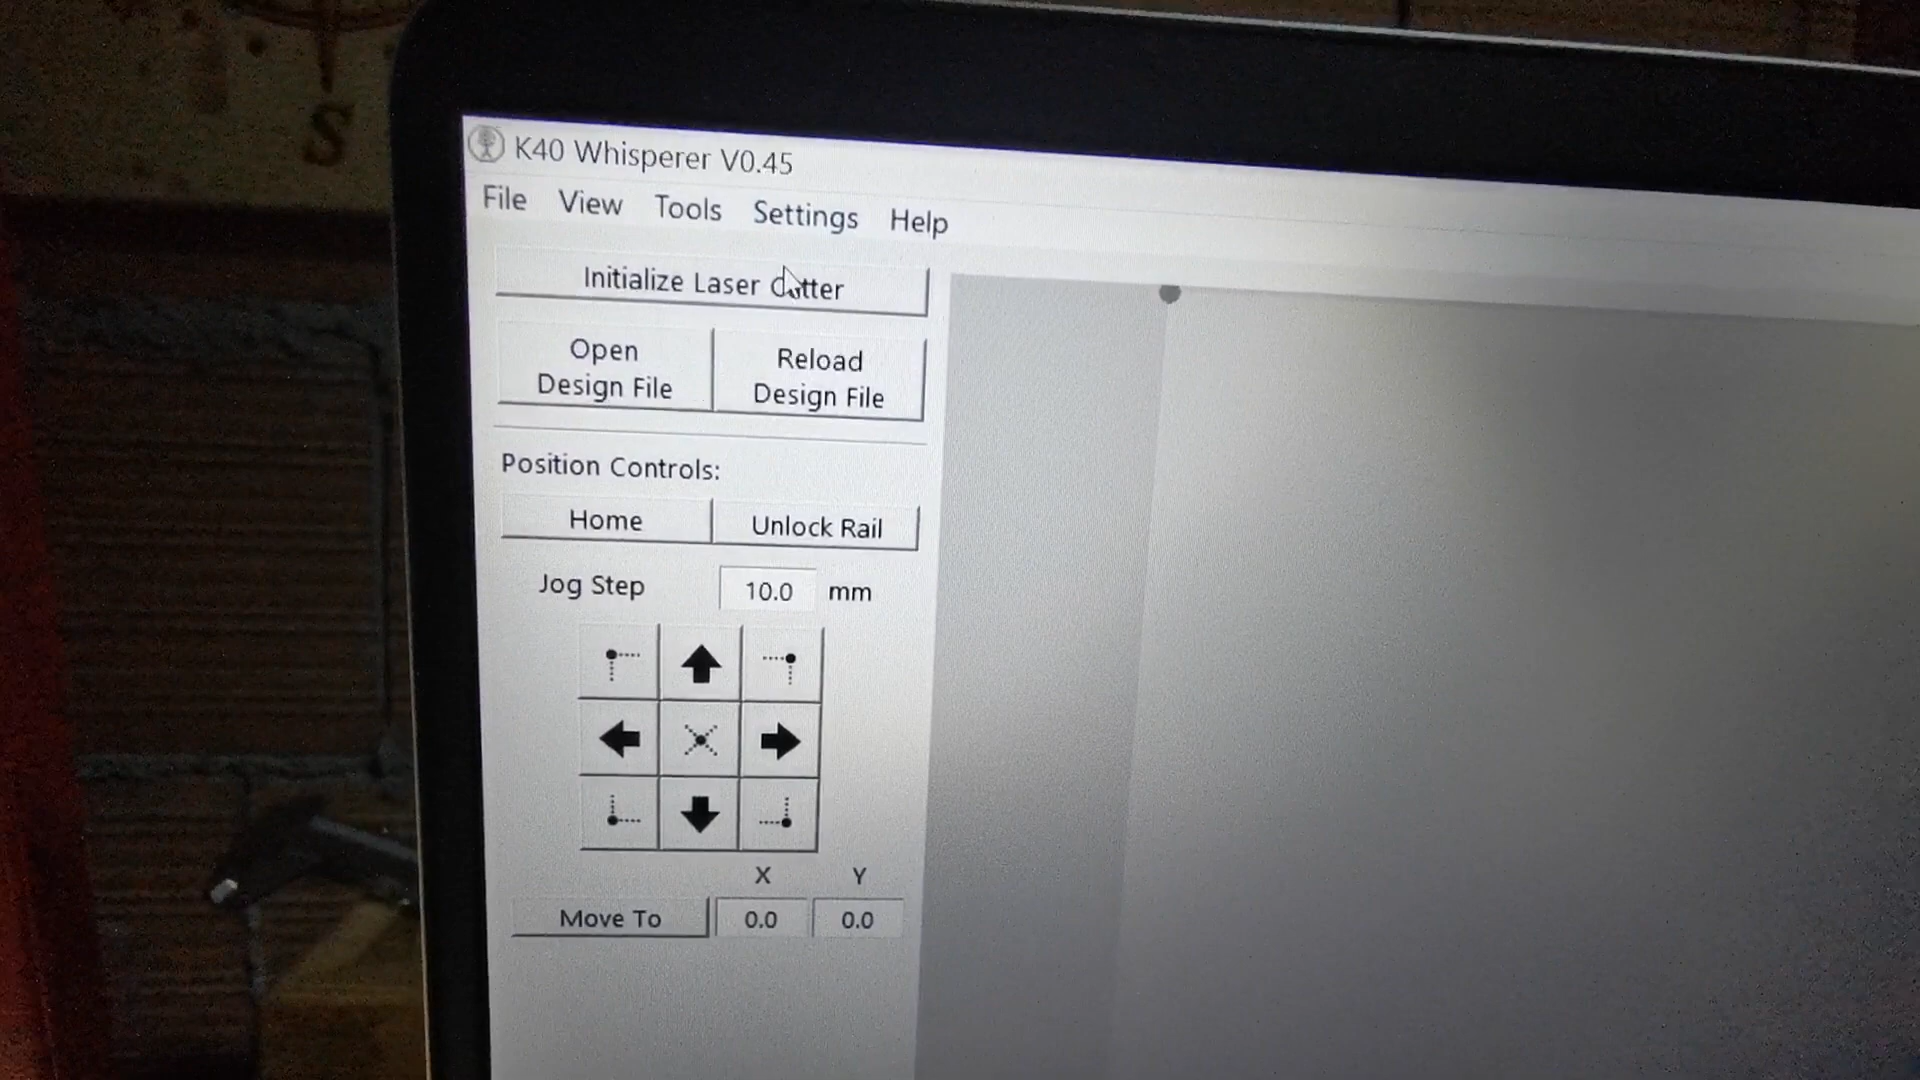 S
K40 Whisperer V0.45
File View Tools Settings Help
Initialize Laser Cutter
Open Design File
Reload Design File
Position Controls:
Home Unlock Rail
Jog Step 10.0 mm
X Y
Move To 0.0 0.0